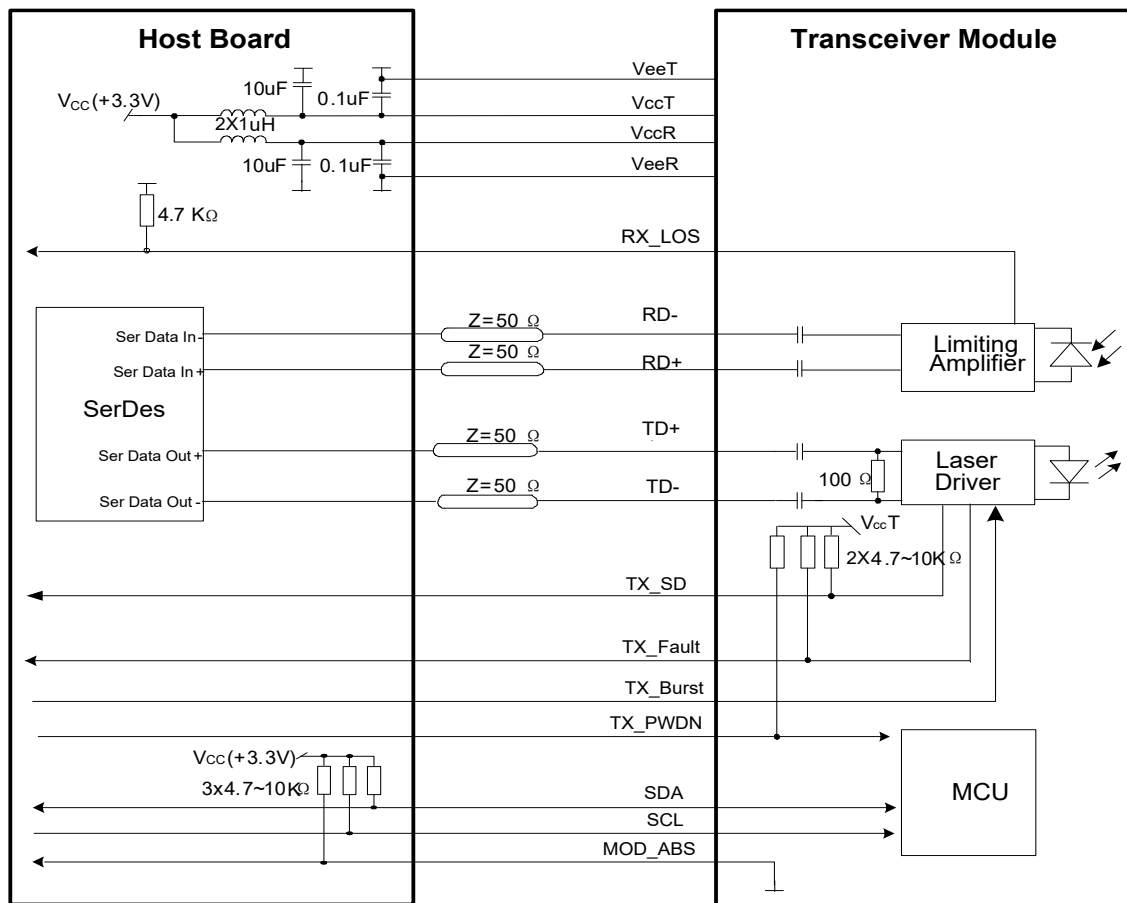 Host Board
Transceiver Module
VeeT
10uF
0.1uF
VCC(+3.3V)
VccT
2X1uH
VccR
10uF
0.1uF
VeeR
4.7 KΩ
RX_LOS
Z=50 Ω
RD-
Ser Data In-
Z=50 Ω
Limiting
Amplifier
RD+
Ser Data In+
SerDes
Z=50 Ω
TD+
Ser Data Out+
Laser
Driver
100 Ω
Z=50 Ω
TD-
Ser Data Out-
VccT
2X4.7~10KΩ
TX_SD
TX_Fault
TX_Burst
TX_PWDN
VCC(+3.3V)
3x4.7~10KΩ
SDA
MCU
SCL
MOD_ABS